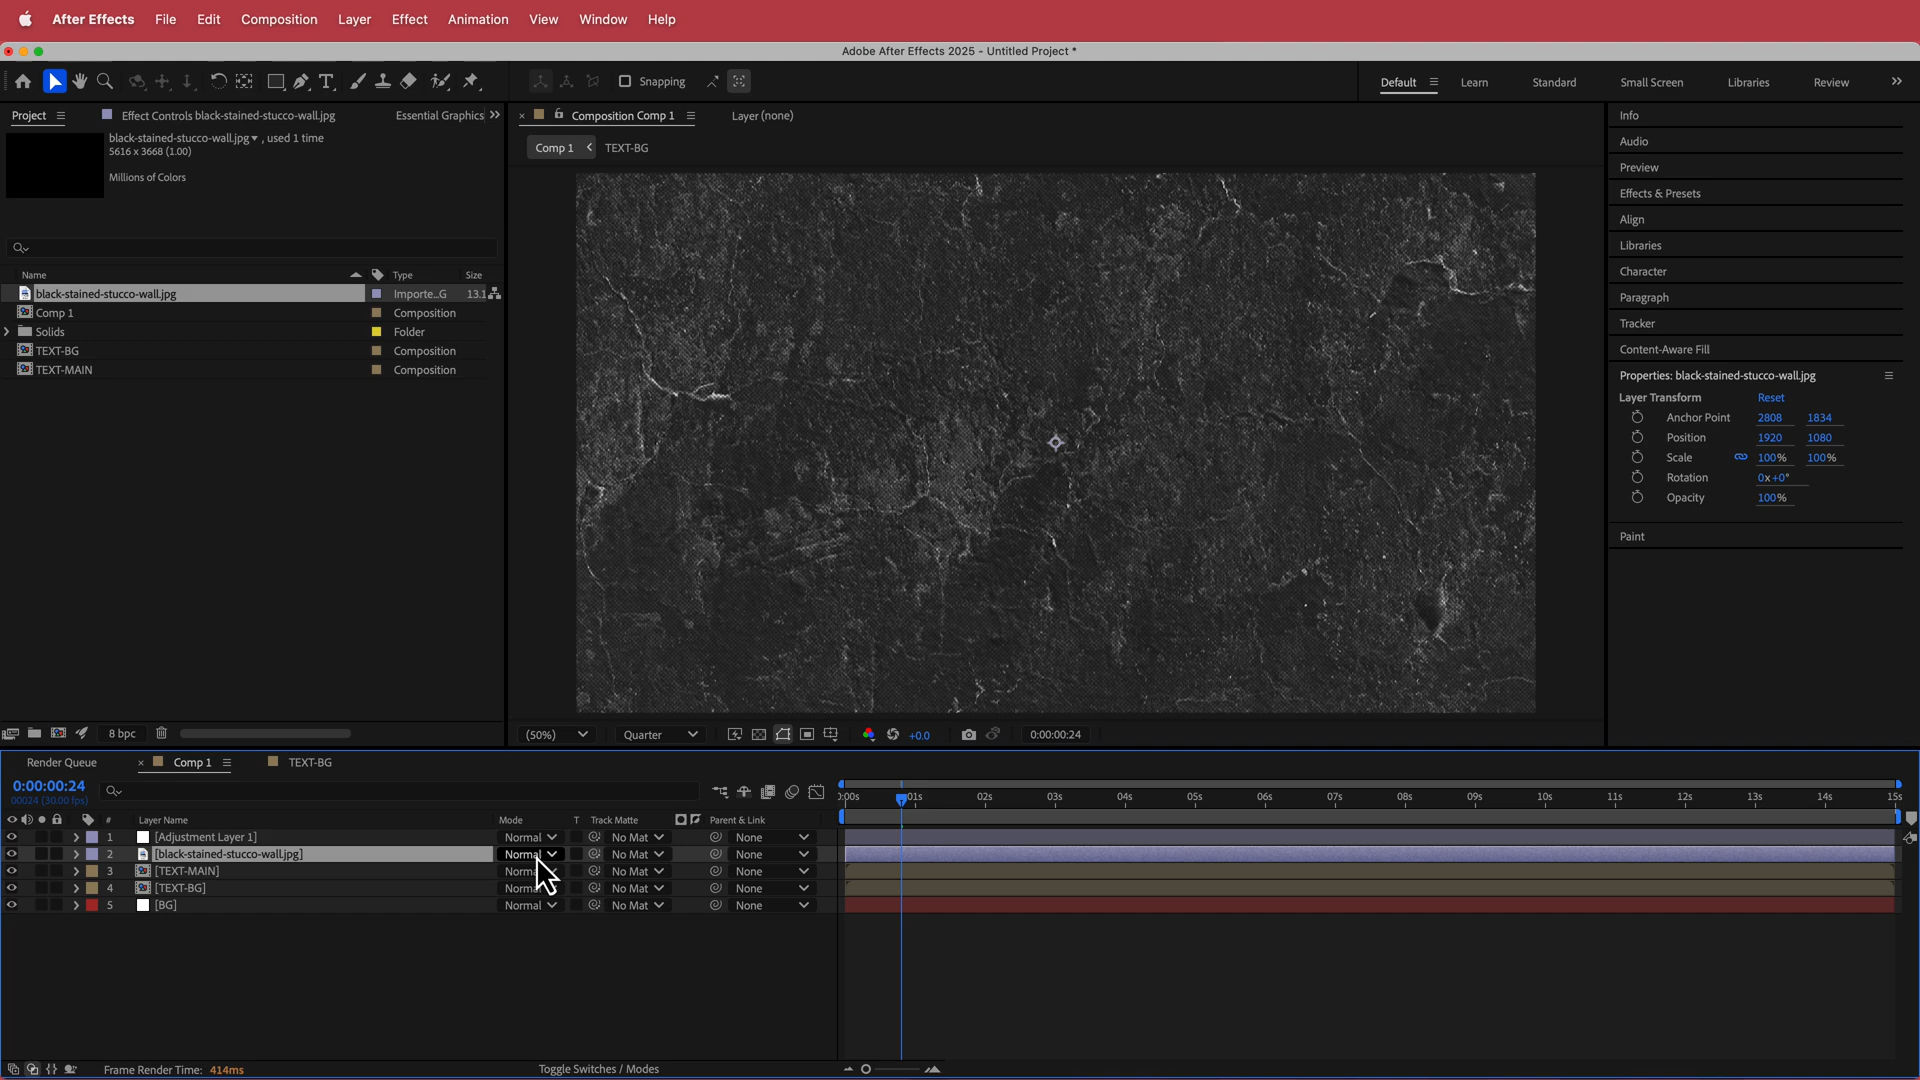 After Effects File Edit Composition Layer Effect Animation View Window Help
Adobe After Effects 2025 - Untitled Project *
Snapping Default Learn Standard Small Screen Libraries Review
Project Effect Controls black-stained-stucco-wall.jpg Essential Graphics
black-stained-stucco-wall.jpg , used 1 time
5616 x 3668 (1.00)
Millions of Colors
Name Type Size
black-stained-stucco-wall.jpg Importe...G 13.1
Comp 1 Composition
Solids Folder
TEXT-BG Composition
TEXT-MAIN Composition
8 bpc
Composition Comp 1 Layer (none)
Comp 1 TEXT-BG
(50%) Quarter +0.0 0:00:00:24
Info
Audio
Preview
Effects & Presets
Align
Libraries
Character
Paragraph
Tracker
Content-Aware Fill
Properties: black-stained-stucco-wall.jpg
Layer Transform Reset
Anchor Point 2808 1834
Position 1920 1080
Scale 100% 100%
Rotation 0x+0°
Opacity 100%
Paint
Render Queue Comp 1 TEXT-BG
0:00:00:24
00024 (30.00 fps)
:00s 01s 02s 03s 04s 05s 06s 07s 08s 09s 10s 11s 12s 13s 14s 15s
# Layer Name Mode T Track Matte Parent & Link
1 [Adjustment Layer 1] Normal No Mat None
2 [black-stained-stucco-wall.jpg] Normal No Mat None
3 [TEXT-MAIN] Norma No Mat None
4 [TEXT-BG] Normal No Mat None
5 [BG] Normal No Mat None
Frame Render Time: 414ms Toggle Switches / Modes